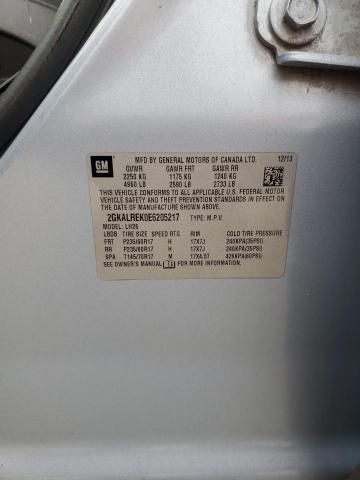 GM
MFD BY GENERAL MOTORS OF CANADA LTD. 12/13
GVWR GAWR FRT GAWR RR
2250 KG 1175 KG 1240 KG
4960 LB 2590 LB 2733 LB
THIS VEHICLE CONFORMS TO ALL APPLICABLE U.S. FEDERAL MOTOR VEHICLE SAFETY, BUMPER, AND THEFT PREVENTION STANDARDS IN EFFECT ON THE DATE OF MANUFACTURE SHOWN ABOVE.
2GKALREK0E6205217 TYPE: M.P.V.
MODEL: LH26
TIRE SIZE SPEED RTG RIM COLD TIRE PRESSURE
FRT P235/60R17 H 17X7J 240KPA(35PSI)
RR P235/60R17 H 17X7J 240KPA(35PSI)
SPA T145/70R17 M 17X4.5T 420KPA(60PSI)
SEE OWNER'S MANUAL FOR MORE INFORMATION.